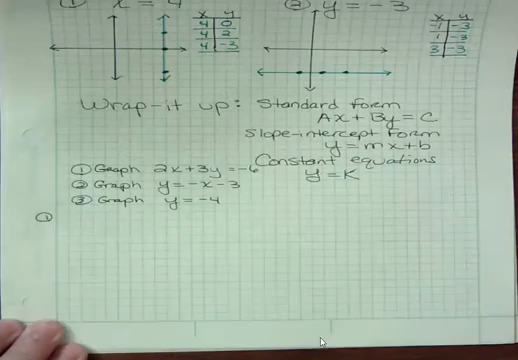 ① x = 4
x y
4 0
4 2
4 -3
② y = -3
x y
-1 -3
1 -3
3 -3
Wrap-it up: Standard form
Ax + By = C
Slope-intercept form
y = mx + b
Constant equations
y = K
① Graph 2x + 3y = -6
② Graph y = -x - 3
③ Graph y = -4
①